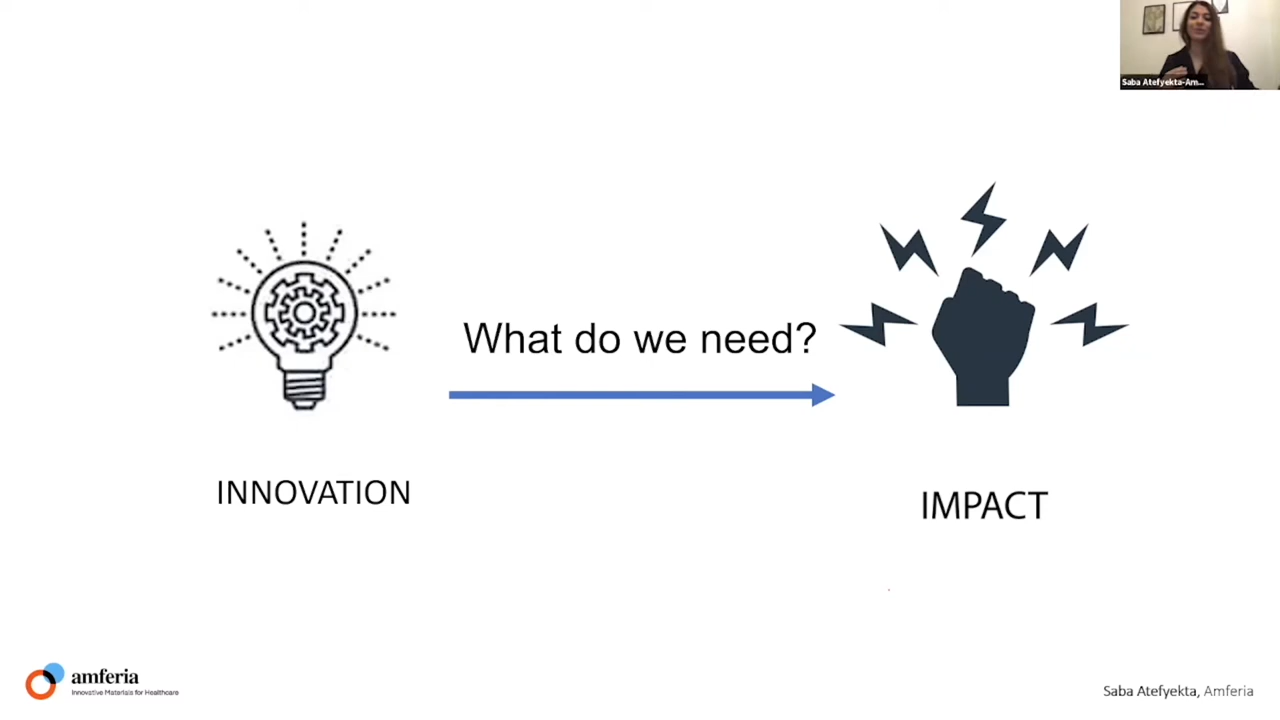 Saba Atefyekta-Am...
What do we need?
INNOVATION
IMPACT
amferia
Innovative Materials for Healthcare
Saba Atefyekta, Amferia